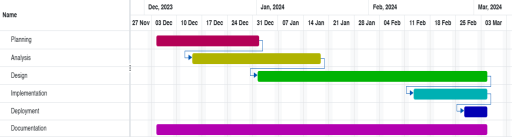 Name
Dec, 2023 Jan, 2024 Feb, 2024 Mar, 2024
27 Nov 03 Dec 10 Dec 17 Dec 24 Dec 31 Dec 07 Jan 14 Jan 21 Jan 28 Jan 04 Feb 11 Feb 18 Feb 25 Feb 03 Mar
Planning
Analysis
Design
Implementation
Deployment
Documentation